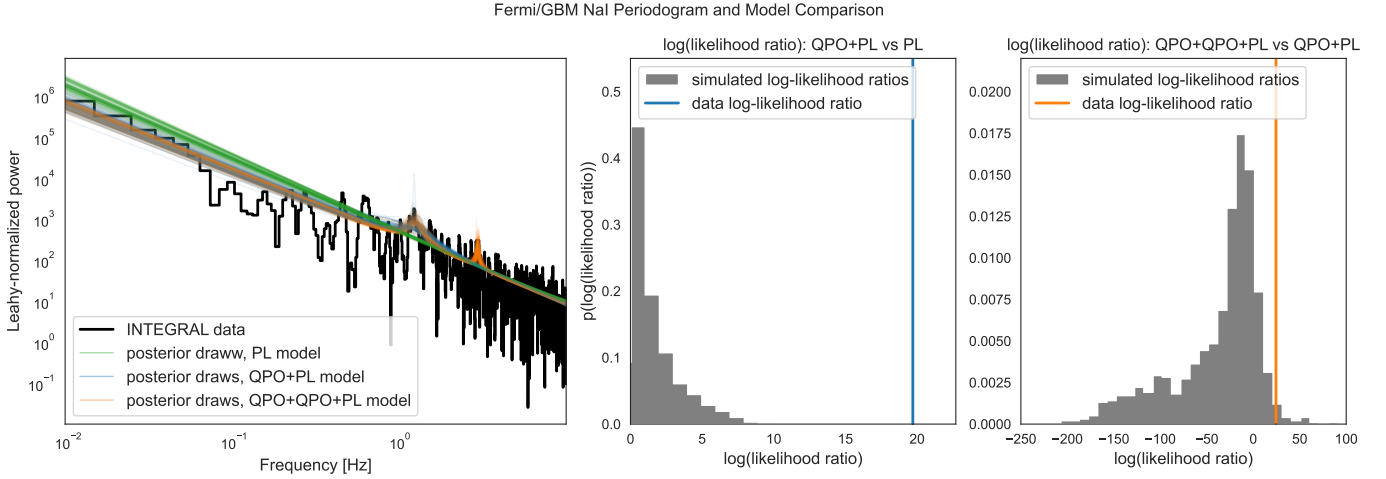 Fermi/GBM NaI Periodogram and Model Comparison
Leahy-normalized power
10⁶
10⁵
10⁴
10³
10²
10¹
10⁰
10⁻¹
INTEGRAL data
posterior draww, PL model
posterior draws, QPO+PL model
posterior draws, QPO+QPO+PL model
10⁻² 10⁻¹ 10⁰
Frequency [Hz]
log(likelihood ratio): QPO+PL vs PL
p(log(likelihood ratio))
simulated log-likelihood ratios
data log-likelihood ratio
0.5
0.4
0.3
0.2
0.1
0.0
0 5 10 15 20
log(likelihood ratio)
log(likelihood ratio): QPO+QPO+PL vs QPO+PL
simulated log-likelihood ratios
data log-likelihood ratio
0.0200
0.0175
0.0150
0.0125
0.0100
0.0075
0.0050
0.0025
0.0000
−250 −200 −150 −100 −50 0 50 100
log(likelihood ratio)